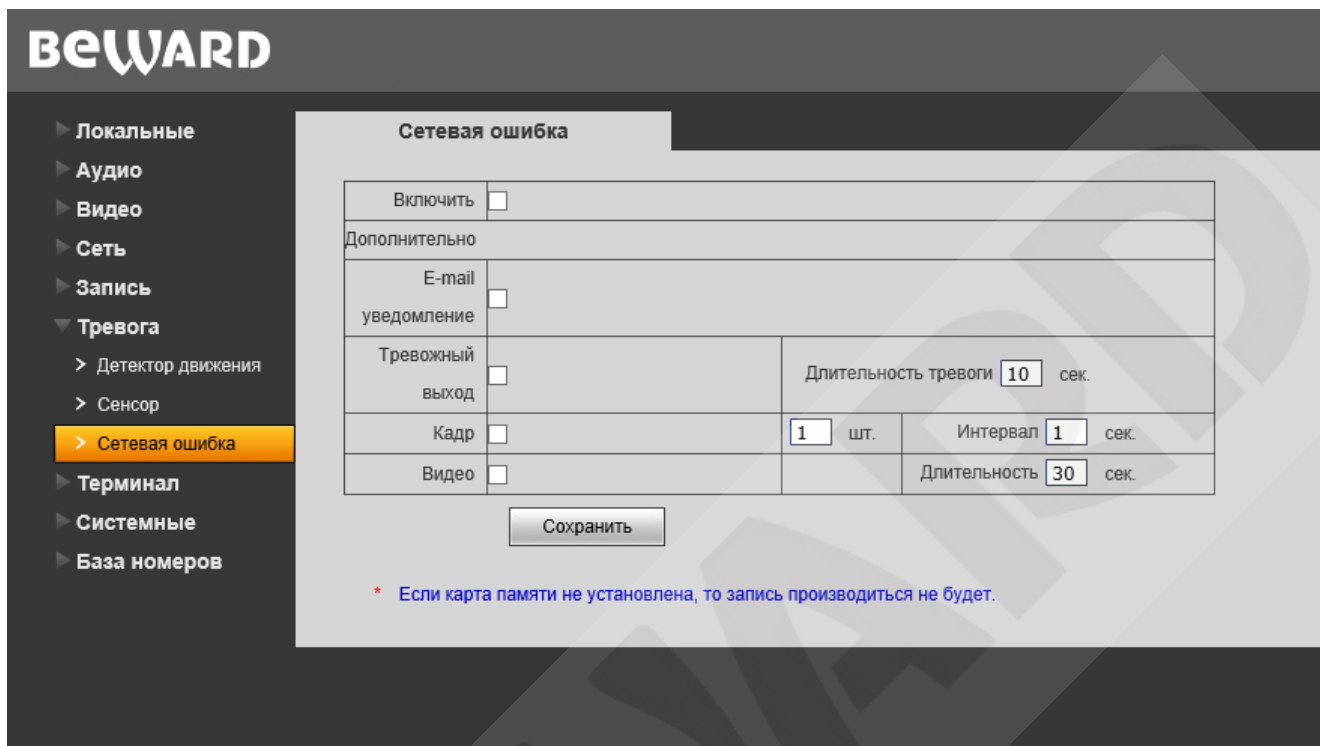 BEWARD
Локальные
Аудио
Видео
Сеть
Запись
Тревога
Детектор движения
Сенсор
Сетевая ошибка
Терминал
Системные
База номеров
Сетевая ошибка
Включить
Дополнительно
E-mail
уведомление
Тревожный
выход
Длительность тревоги 10 сек.
Кадр 1 шт. Интервал 1 сек.
Видео Длительность 30 сек.
Сохранить
* Если карта памяти не установлена, то запись производиться не будет.